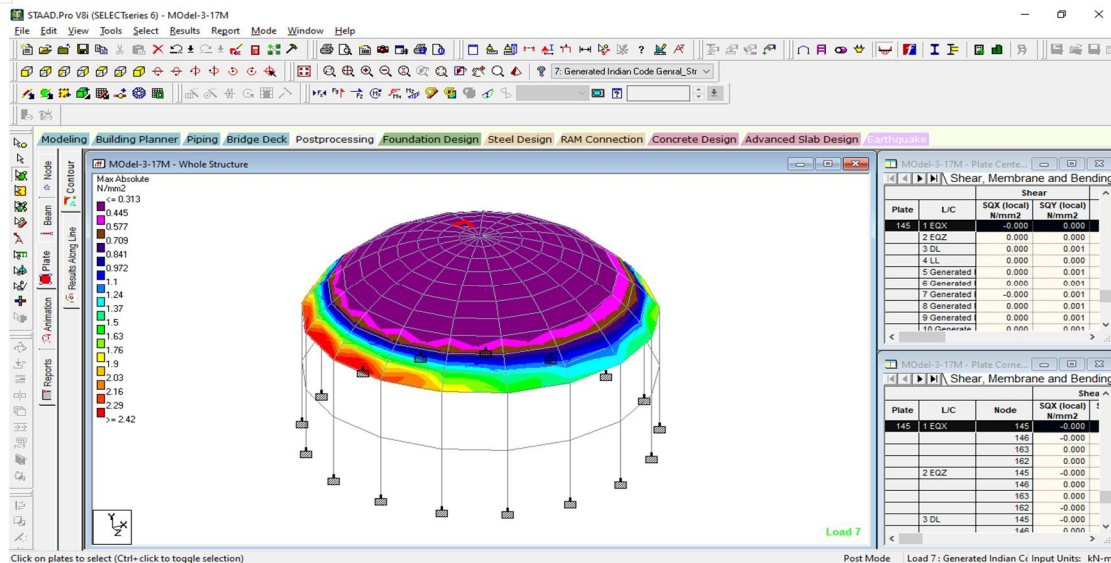 STAAD.Pro V8i (SELECTseries 6) - MOdel-3-17M
File Edit View Tools Select Results Report Mode Window Help
7: Generated Indian Code Genral_Str
Modeling Building Planner Piping Bridge Deck Postprocessing Foundation Design Steel Design RAM Connection Concrete Design Advanced Slab Design Earthquake
Node
Beam
Plate
Animation
Reports
Contour
Results Along Line
MOdel-3-17M - Whole Structure
Max Absolute
N/mm2
<= 0.313
0.445
0.577
0.709
0.841
0.972
1.1
1.24
1.37
1.5
1.63
1.76
1.9
2.03
2.16
2.29
>= 2.42
Y
X
Z
Load 7
MOdel-3-17M - Plate Cente...
Shear, Membrane and Bending
Shear
Plate L/C SQX (local) N/mm2 SQY (local) N/mm2
145 1 EQX -0.000 0.000
2 EQZ 0.000 0.000
3 DL 0.000 0.001
4 LL 0.000 0.000
5 Generated I 0.000 0.001
6 Generated I 0.000 0.001
7 Generated I -0.000 0.001
8 Generated I 0.000 0.001
9 Generated I 0.000 0.001
10 Generate 0.000 0.001
MOdel-3-17M - Plate Corne...
Shear, Membrane and Bending
Shea
Plate L/C Node SQX (local) N/mm2
145 1 EQX 145 -0.000
146 -0.000
163 0.000
162 0.000
2 EQZ 145 -0.000
146 0.000
163 0.000
162 -0.000
3 DL 145 -0.000
146 0.000
Click on plates to select (Ctrl+click to toggle selection)
Post Mode Load 7 : Generated Indian Cc Input Units: kN-m